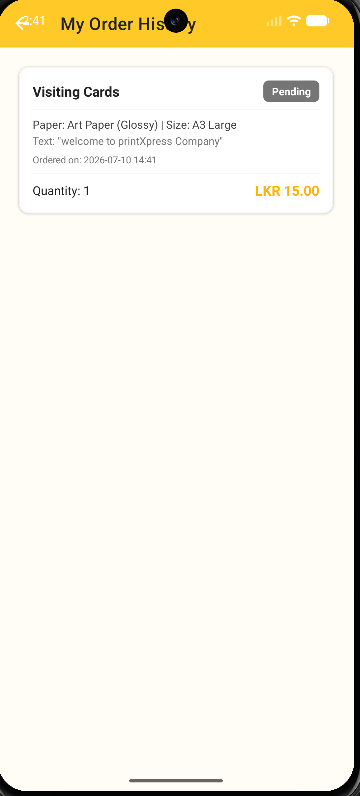 2:41
My Order His y
Visiting Cards
Pending
Paper: Art Paper (Glossy) | Size: A3 Large
Text: "welcome to printXpress Company"
Ordered on: 2026-07-10 14:41
Quantity: 1
LKR 15.00